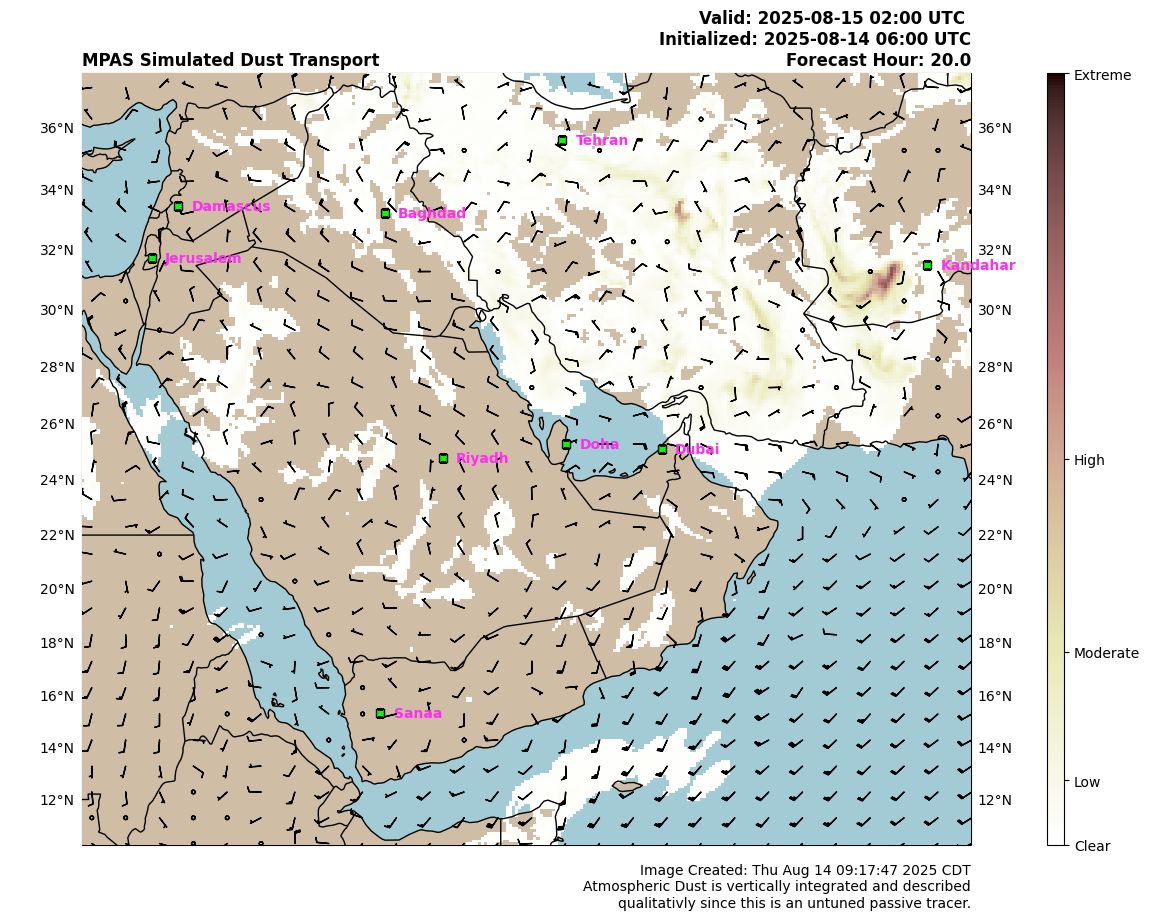 Valid: 2025-08-15 02:00 UTC
Initialized: 2025-08-14 06:00 UTC
MPAS Simulated Dust Transport
Forecast Hour: 20.0
Extreme
36°N
36°N
Tehran
34°N
34°N
Damascus
Baghdad
32°N
32°N
Jerusalem
Kandahar
30°N
30°N
28°N
28°N
26°N
26°N
Doha
Dubai
Riyadh
High
24°N
24°N
22°N
22°N
20°N
20°N
18°N
18°N
Moderate
16°N
16°N
Sanaa
14°N
14°N
Low
12°N
12°N
Clear
Image Created: Thu Aug 14 09:17:47 2025 CDT
Atmospheric Dust is vertically integrated and described
qualitativly since this is an untuned passive tracer.